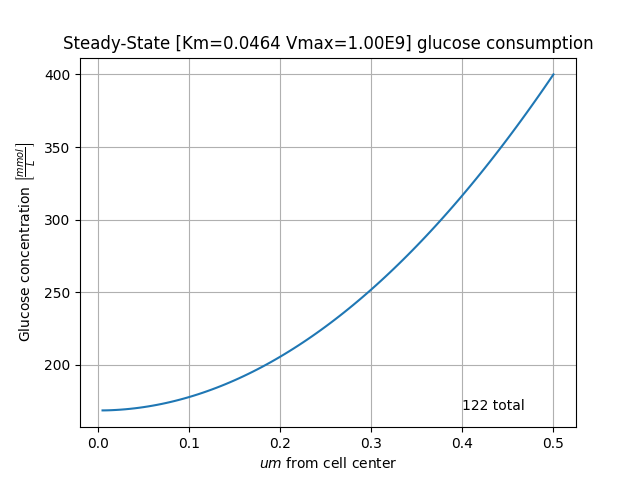 Steady-State [Km=0.0464 Vmax=1.00E9] glucose consumption
400
350
300
250
200
Glucose concentration [mmol/L]
122 total
0.0 0.1 0.2 0.3 0.4 0.5
um from cell center